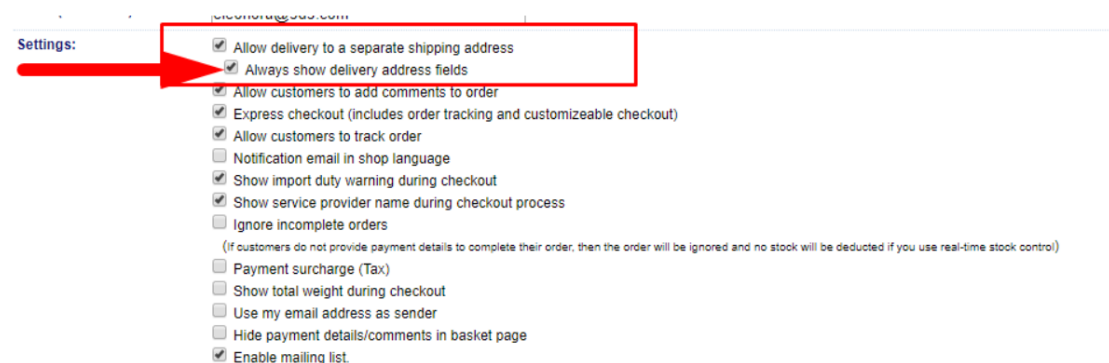 Settings:
Allow delivery to a separate shipping address
Always show delivery address fields
Allow customers to add comments to order
Express checkout (includes order tracking and customizeable checkout)
Allow customers to track order
Notification email in shop language
Show import duty warning during checkout
Show service provider name during checkout process
Ignore incomplete orders
(If customers do not provide payment details to complete their order, then the order will be ignored and no stock will be deducted if you use real-time stock control)
Payment surcharge (Tax)
Show total weight during checkout
Use my email address as sender
Hide payment details/comments in basket page
Enable mailing list.